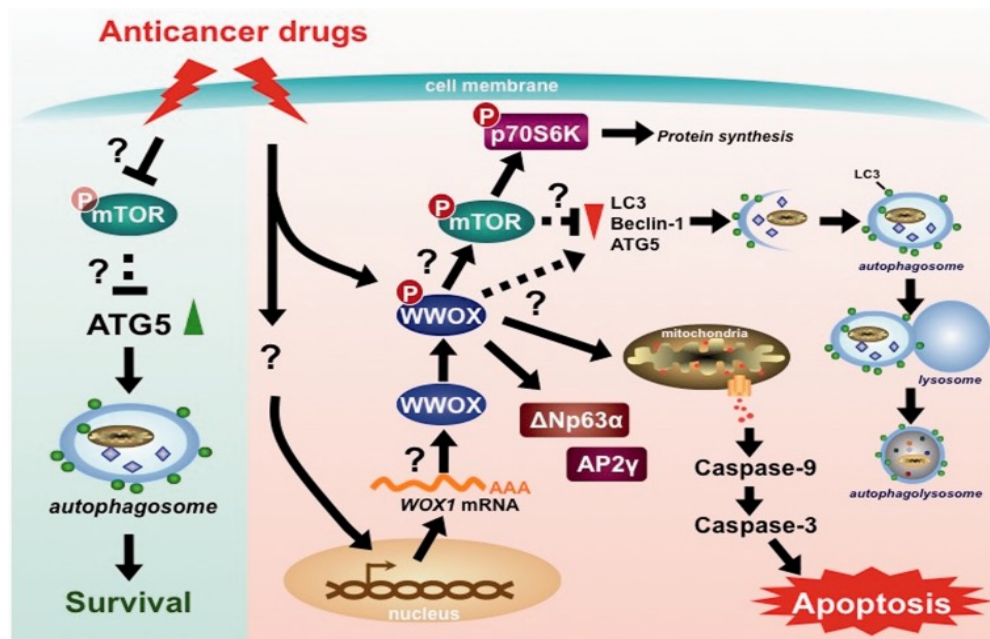 Anticancer drugs
cell membrane
?
P
mTOR
?
ATG5
autophagosome
Survival
?
P
p70S6K
Protein synthesis
P
mTOR
?
LC3
Beclin-1
ATG5
LC3
autophagosome
lysosome
autophagolysosome
?
P
WWOX
?
WWOX
?
AAA
WOX1 mRNA
nucleus
ΔNp63α
AP2γ
mitochondria
Caspase-9
Caspase-3
Apoptosis